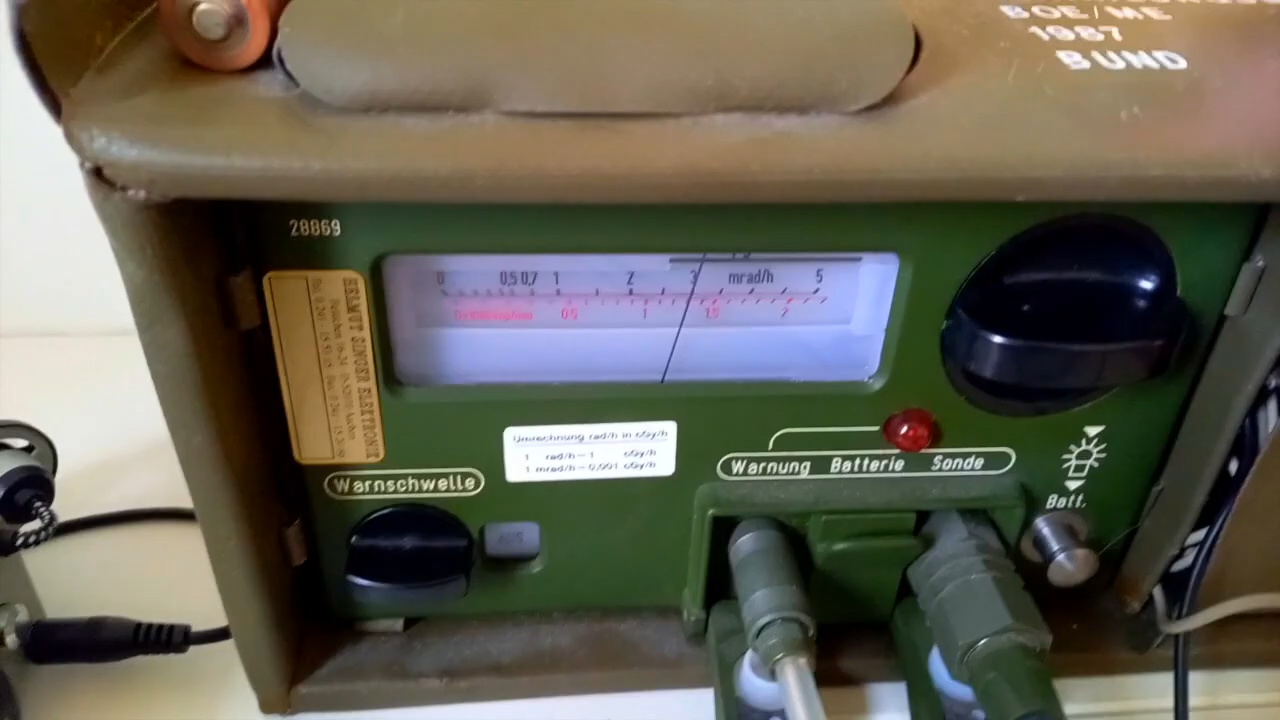 BOE/ME
1987
BUND
28869
0 0,5 0,7 1 2 3 mrad/h 5
0,5 1 1,5 2
HELMUT SINGER ELEKTRONIK
Umrechnung rad/h in cGy/h
1 rad/h = 1 cGy/h
1 mrad/h = 0,001 cGy/h
Warnung Batterie Sonde
Warnschwelle
AUS
Batt.